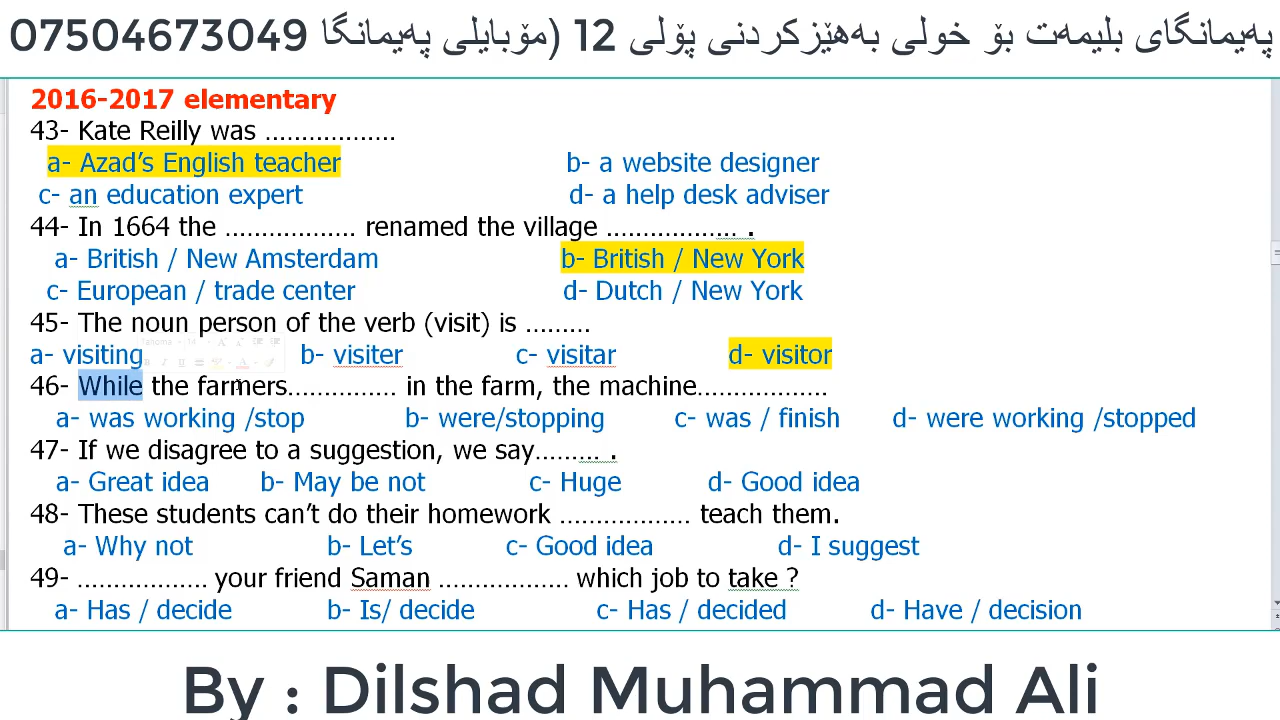 پەیمانگای بلیمەت بۆ خولی بەهێزکردنی پۆلی 12 (مۆبایلی پەیمانگا 07504673049
2016-2017 elementary
43- Kate Reilly was ..................
a- Azad's English teacher b- a website designer
c- an education expert d- a help desk adviser
44- In 1664 the .................. renamed the village .................. .
a- British / New Amsterdam b- British / New York
c- European / trade center d- Dutch / New York
45- The noun person of the verb (visit) is .........
a- visiting b- visiter c- visitar d- visitor
46- While the farmers............... in the farm, the machine..................
a- was working /stop b- were/stopping c- was / finish d- were working /stopped
47- If we disagree to a suggestion, we say......... .
a- Great idea b- May be not c- Huge d- Good idea
48- These students can't do their homework .................. teach them.
a- Why not b- Let's c- Good idea d- I suggest
49- .................. your friend Saman .................. which job to take ?
a- Has / decide b- Is/ decide c- Has / decided d- Have / decision
By : Dilshad Muhammad Ali